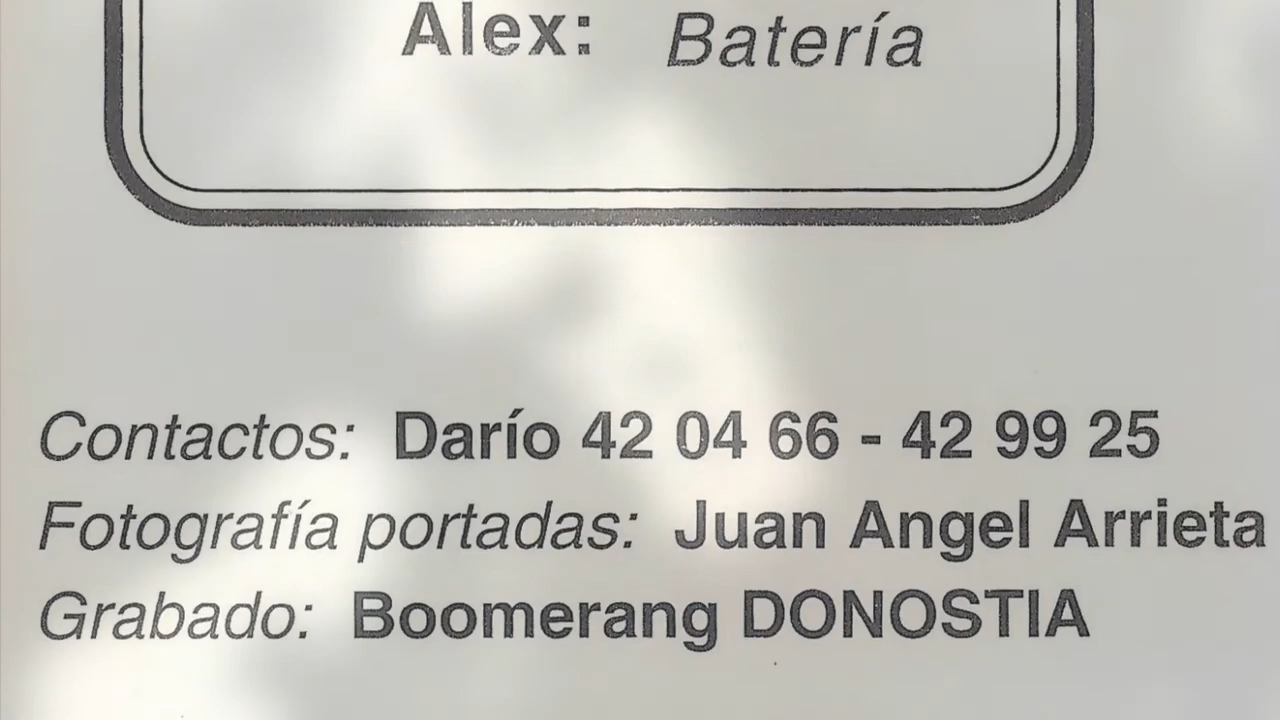 Alex: Batería
Contactos: Darío 42 04 66 - 42 99 25
Fotografía portadas: Juan Angel Arrieta
Grabado: Boomerang DONOSTIA